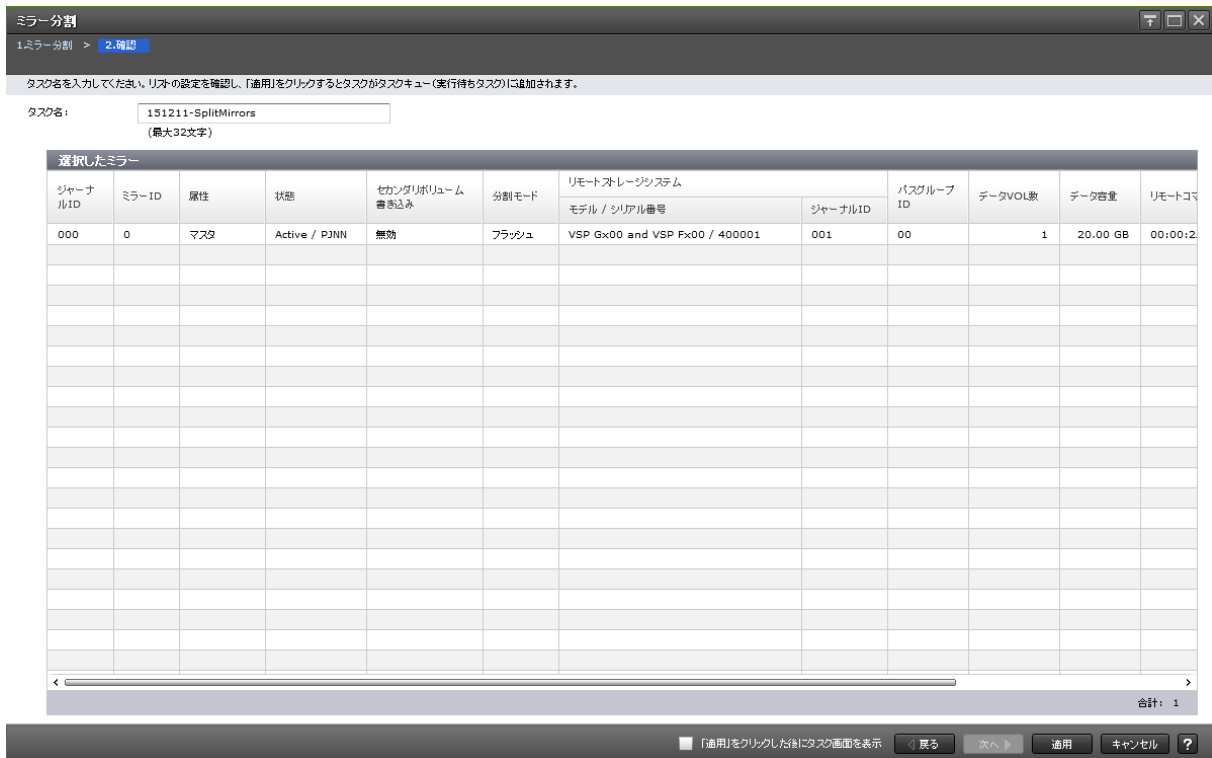 ミラー分割
1.ミラー分割 > 2.確認
タスク名を入力してください。リストの設定を確認し、「適用」をクリックするとタスクがタスクキュー(実行待ちタスク)に追加されます。
タスク名: 151211-SplitMirrors
(最大32文字)
選択したミラー
ジャーナルID ミラーID 属性 状態 セカンダリボリューム書き込み 分割モード リモートストレージシステム パスグループID データVOL数 データ容量 リモートコマ
モデル / シリアル番号 ジャーナルID
000 0 マスタ Active / PJNN 無効 フラッシュ VSP Gx00 and VSP Fx00 / 400001 001 00 1 20.00 GB 00:00:2
合計: 1
「適用」をクリックした後にタスク画面を表示 戻る 次へ 適用 キャンセル ?